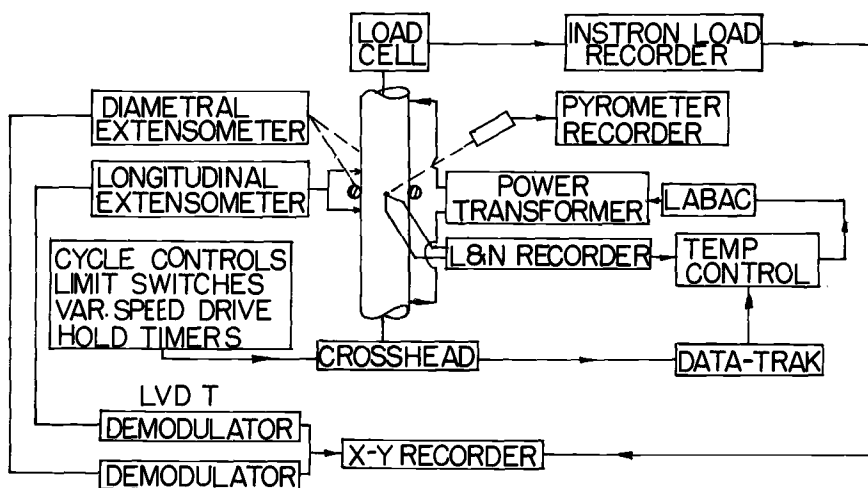 LOAD
CELL
INSTRON LOAD
RECORDER
DIAMETRAL
EXTENSOMETER
PYROMETER
RECORDER
LONGITUDINAL
EXTENSOMETER
POWER
TRANSFORMER
LABAC
CYCLE CONTROLS
LIMIT SWITCHES
VAR. SPEED DRIVE
HOLD TIMERS
L&N RECORDER
TEMP
CONTROL
CROSSHEAD
DATA-TRAK
LVD T
DEMODULATOR
X-Y RECORDER
DEMODULATOR